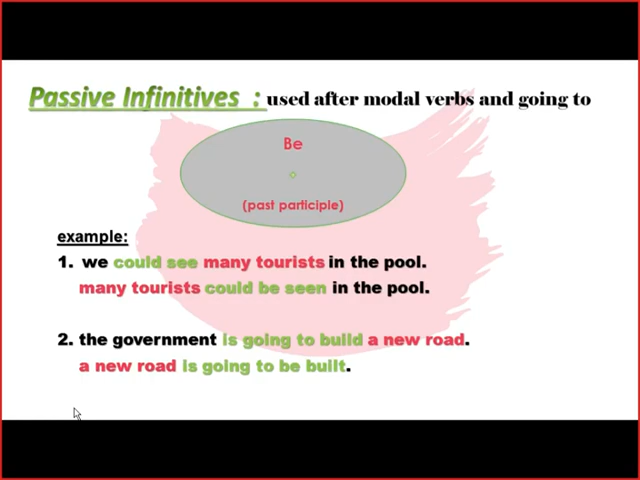 Passive Infinitives : used after modal verbs and going to
Be
(past participle)
example:
1. we could see many tourists in the pool.
many tourists could be seen in the pool.
2. the government is going to build a new road.
a new road is going to be built.